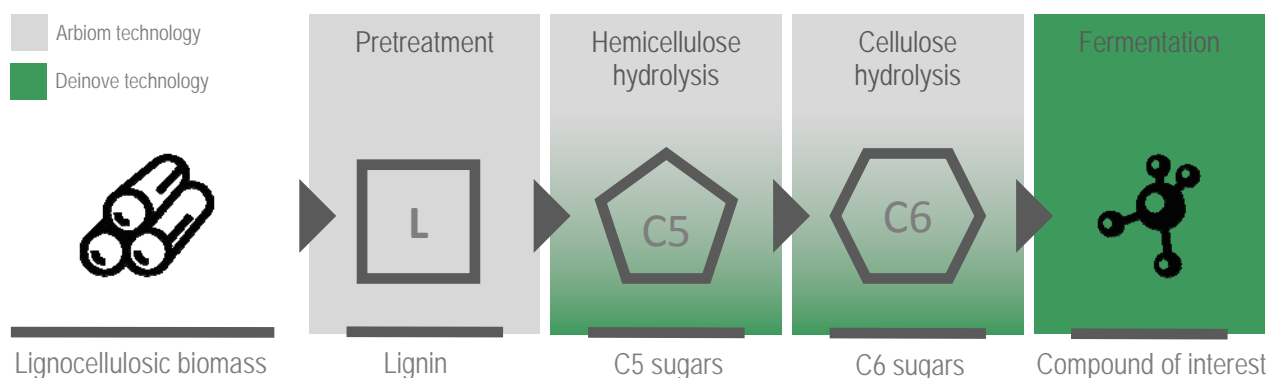 Arbiom technology
Deinove technology
Pretreatment
Hemicellulose
hydrolysis
Cellulose
hydrolysis
Fermentation
L
C5
C6
Lignocellulosic biomass
Lignin
C5 sugars
C6 sugars
Compound of interest